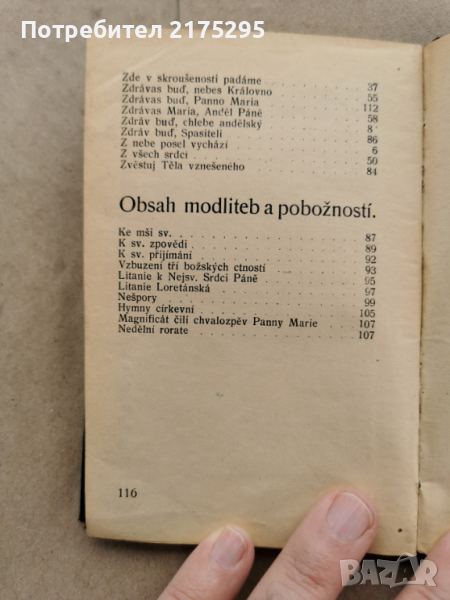 Потребител 2175295
Zde v skroušenosti padáme 37
Zdrávas buď, nebes Královno 55
Zdrávas buď, Panno Maria 112
Zdrávas Maria, Anděl Páně 58
Zdráv buď, chlebe andělský 8
Zdráv buď, Spasiteli 86
Z nebe posel vychází 6
Z všech srdcí 50
Zvěstuj Těla vznešeného 84
Obsah modliteb a pobožností.
Ke mši sv. 87
K sv. zpovědi 89
K sv. přijímání 92
Vzbuzení tří božských ctností 93
Litanie k Nejsv. Srdci Páně 95
Litanie Loretánská 97
Nešpory 99
Hymny církevní 105
Magnificát čili chvalozpěv Panny Marie 107
Nedělní rorate 107
116
BAZAR